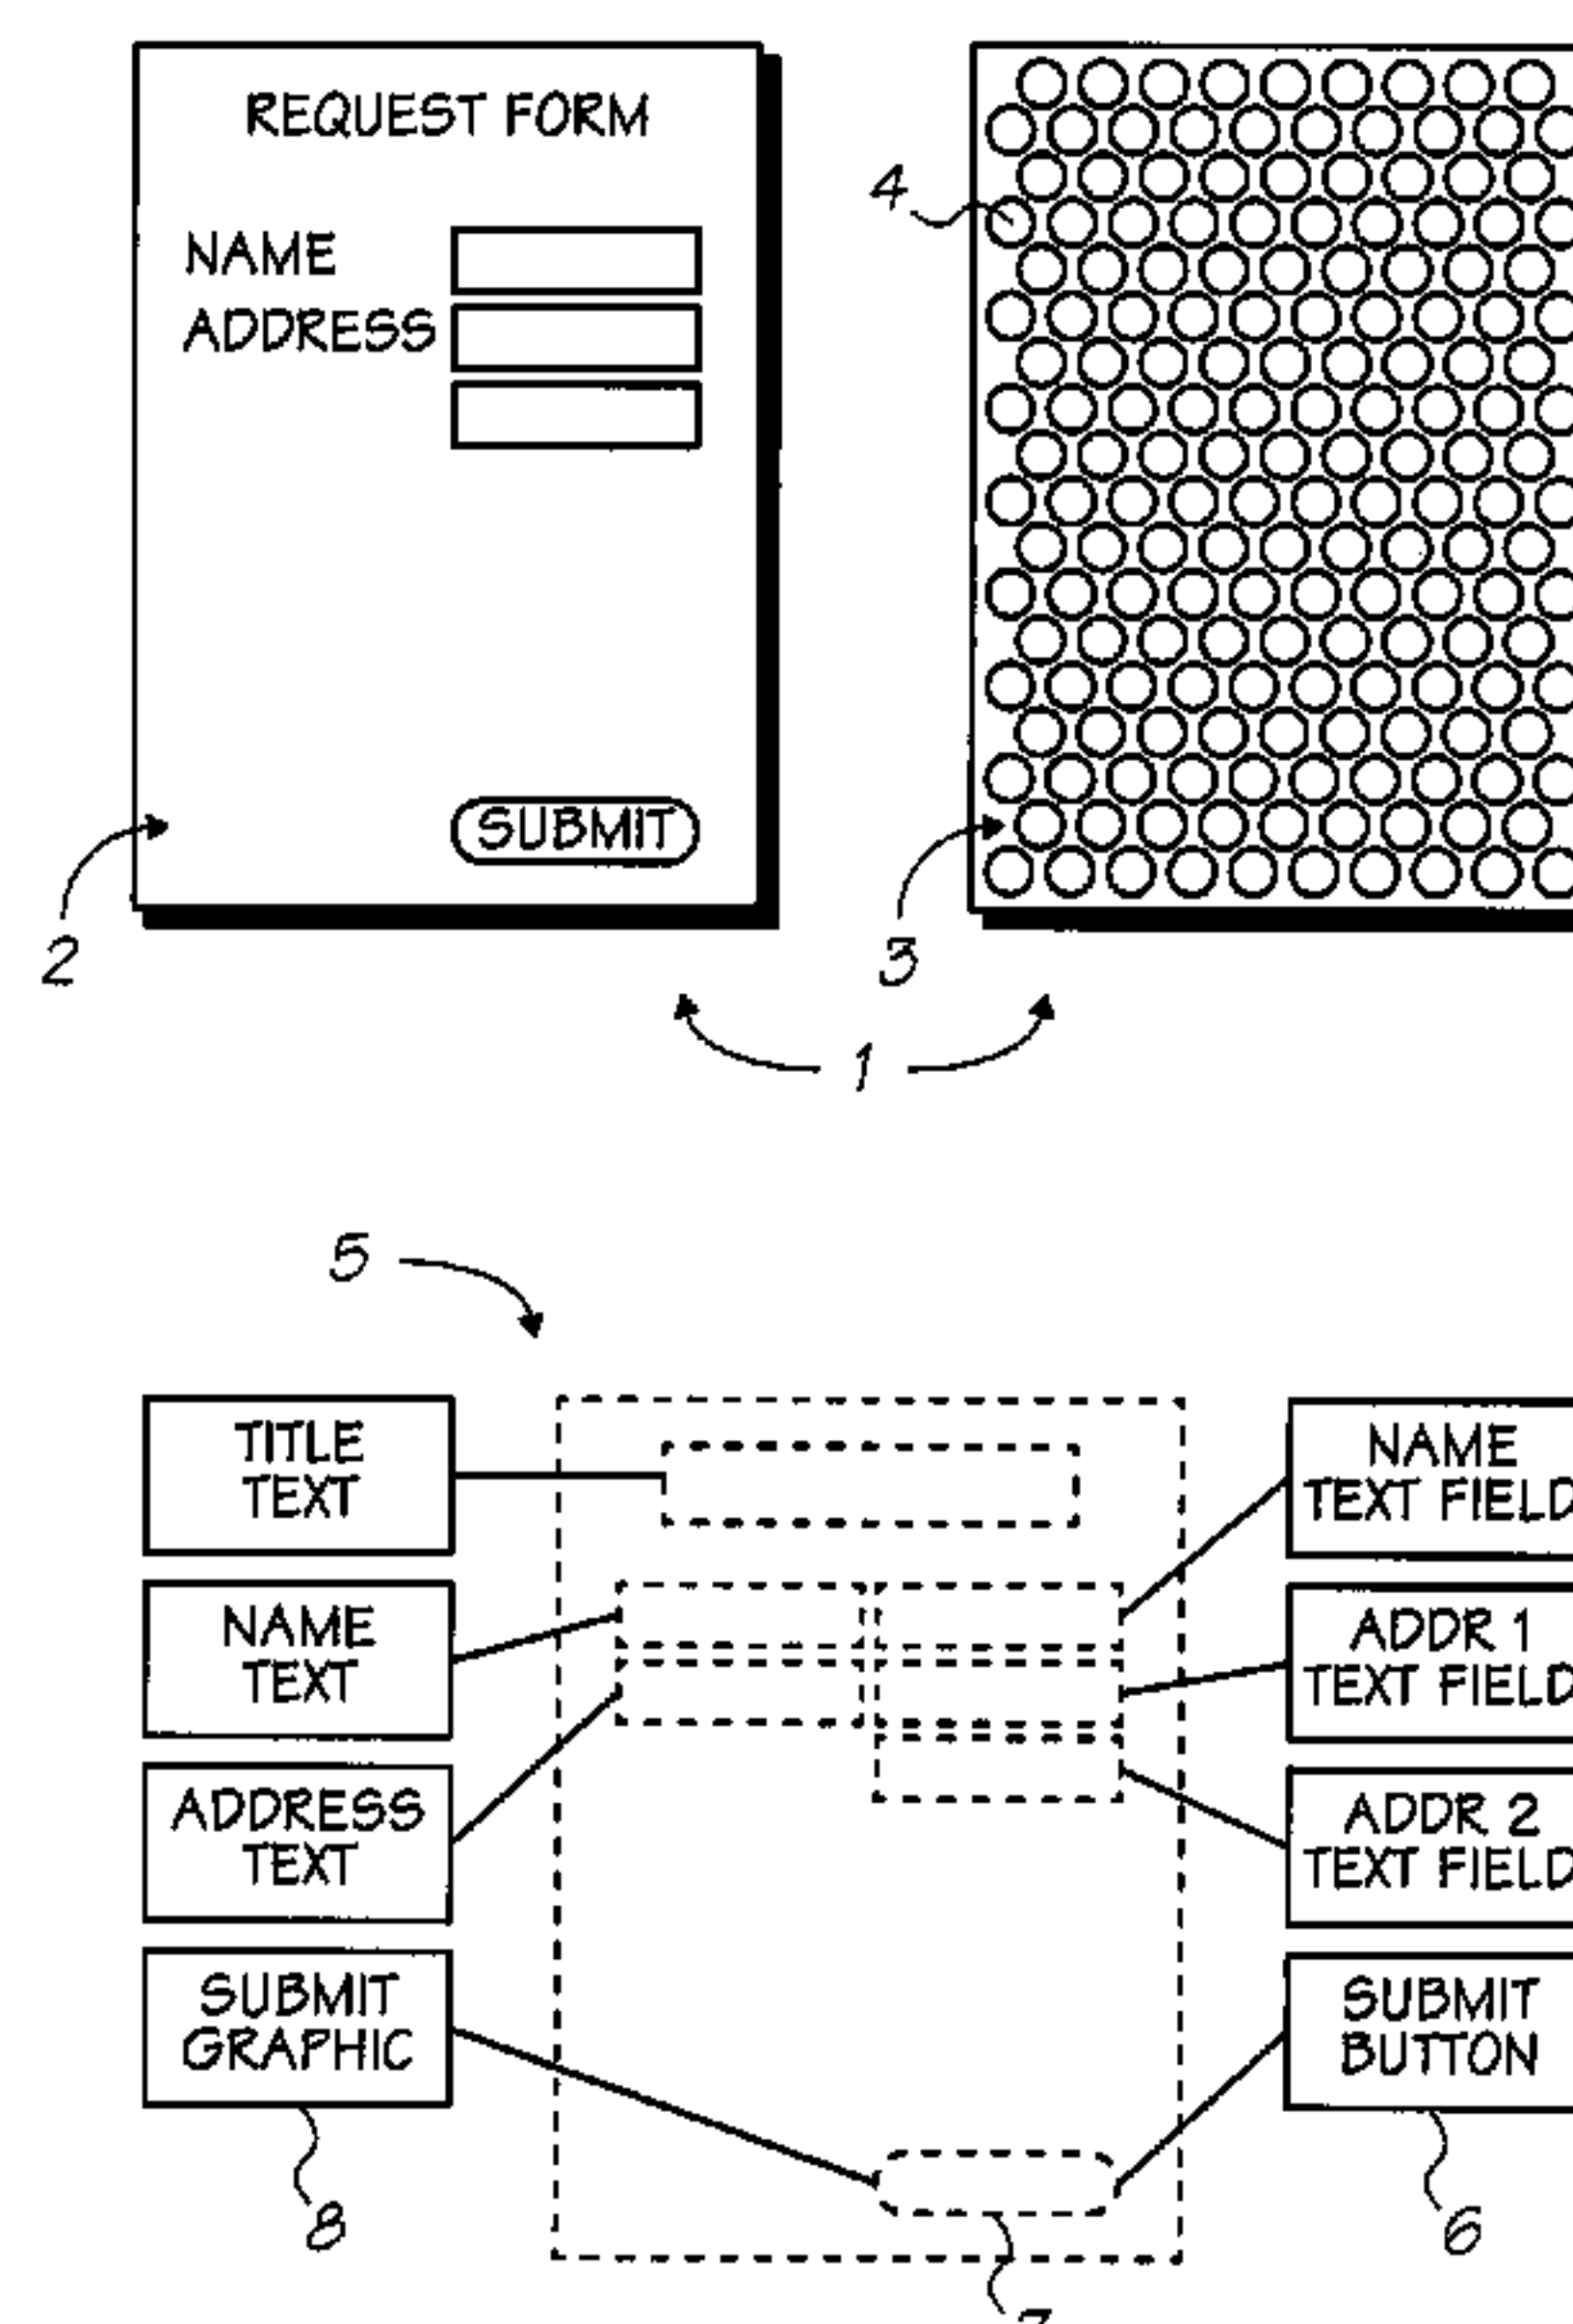 REQUEST FORM
4
NAME
ADDRESS
SUBMIT
2
3
1
5
TITLE
TEXT
NAME
TEXT
ADDRESS
TEXT
SUBMIT
GRAPHIC
NAME
TEXT FIELD
ADDR 1
TEXT FIELD
ADDR 2
TEXT FIELD
SUBMIT
BUTTON
8
6